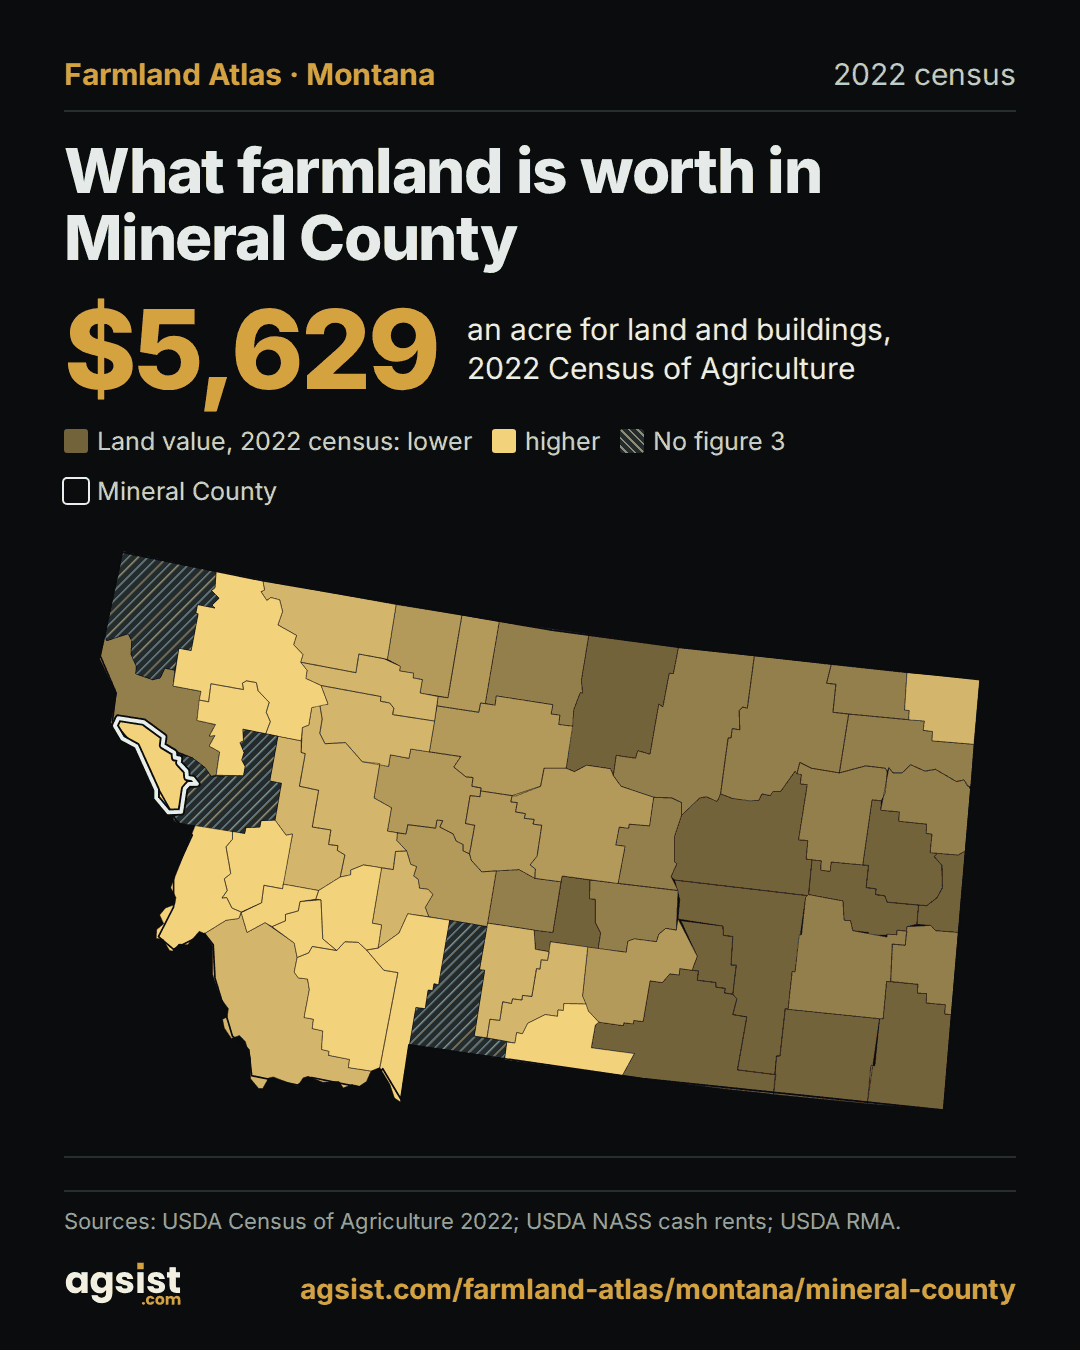 Farmland Atlas · Montana
2022 census
What farmland is worth in
Mineral County
$5,629
an acre for land and buildings,
2022 Census of Agriculture
Land value, 2022 census: lower
higher
No figure 3
Mineral County
Sources: USDA Census of Agriculture 2022; USDA NASS cash rents; USDA RMA.
agsist
.com
agsist.com/farmland-atlas/montana/mineral-county